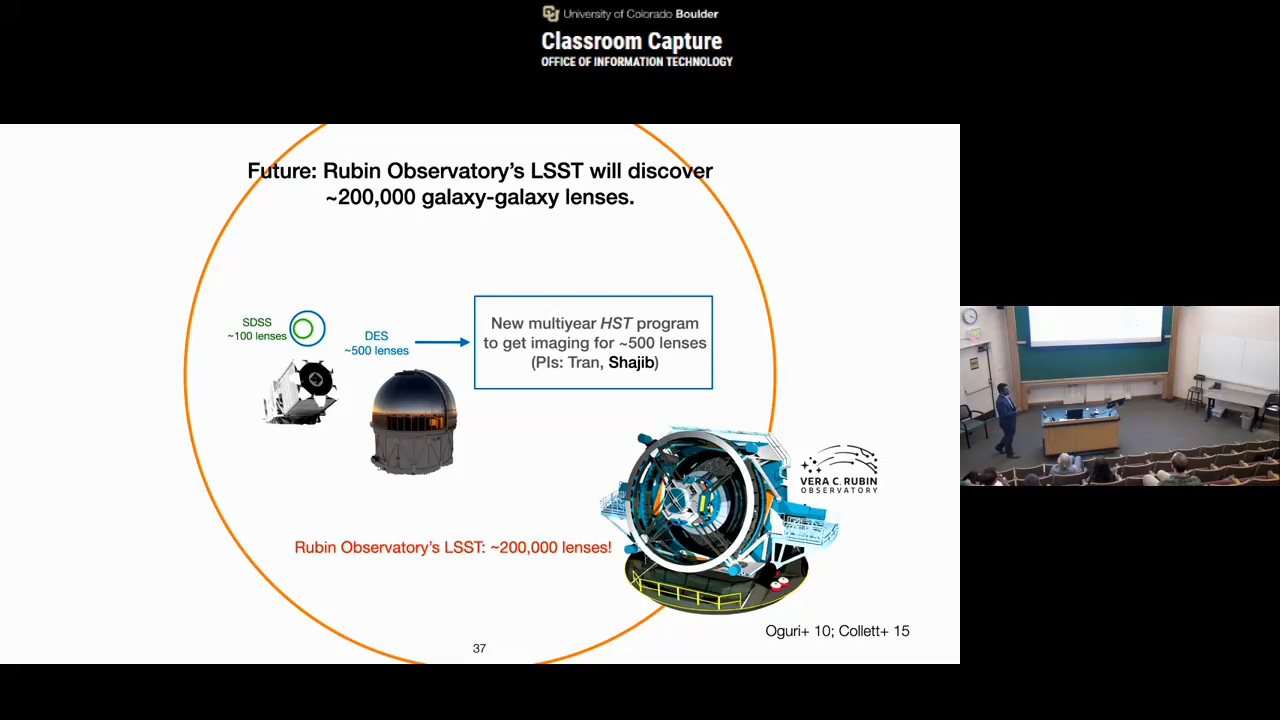 University of Colorado Boulder
Classroom Capture
OFFICE OF INFORMATION TECHNOLOGY
Future: Rubin Observatory's LSST will discover
~200,000 galaxy-galaxy lenses.
SDSS
~100 lenses
DES
~500 lenses
New multiyear HST program
to get imaging for ~500 lenses
(PIs: Tran, Shajib)
VERA C. RUBIN
OBSERVATORY
Rubin Observatory's LSST: ~200,000 lenses!
Oguri+ 10; Collett+ 15
37